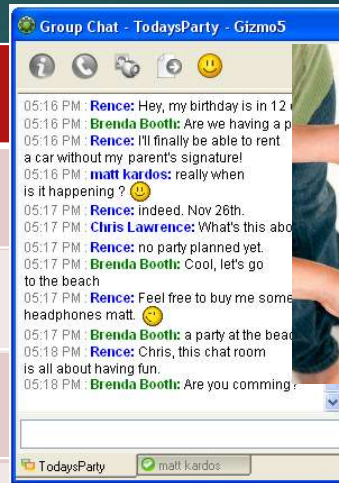 Group Chat - TodaysParty - Gizmo5
05:16 PM : Rence: Hey, my birthday is in 12
05:16 PM : Brenda Booth: Are we having a
05:16 PM : Rence: I'll finally be able to rent
a car without my parent's signature!
05:16 PM : matt kardos: really when
is it happening ?
05:17 PM : Rence: indeed. Nov 26th.
05:17 PM : Chris Lawrence: What's this
05:17 PM : Rence: no party planned yet.
05:17 PM : Brenda Booth: Cool, let's go
to the beach
05:17 PM : Rence: Feel free to buy me some
headphones matt.
05:17 PM : Brenda Booth: a party at the
05:18 PM : Rence: Chris, this chat room
is all about having fun.
05:18 PM : Brenda Booth: Are you comming?
TodaysParty
matt kardos